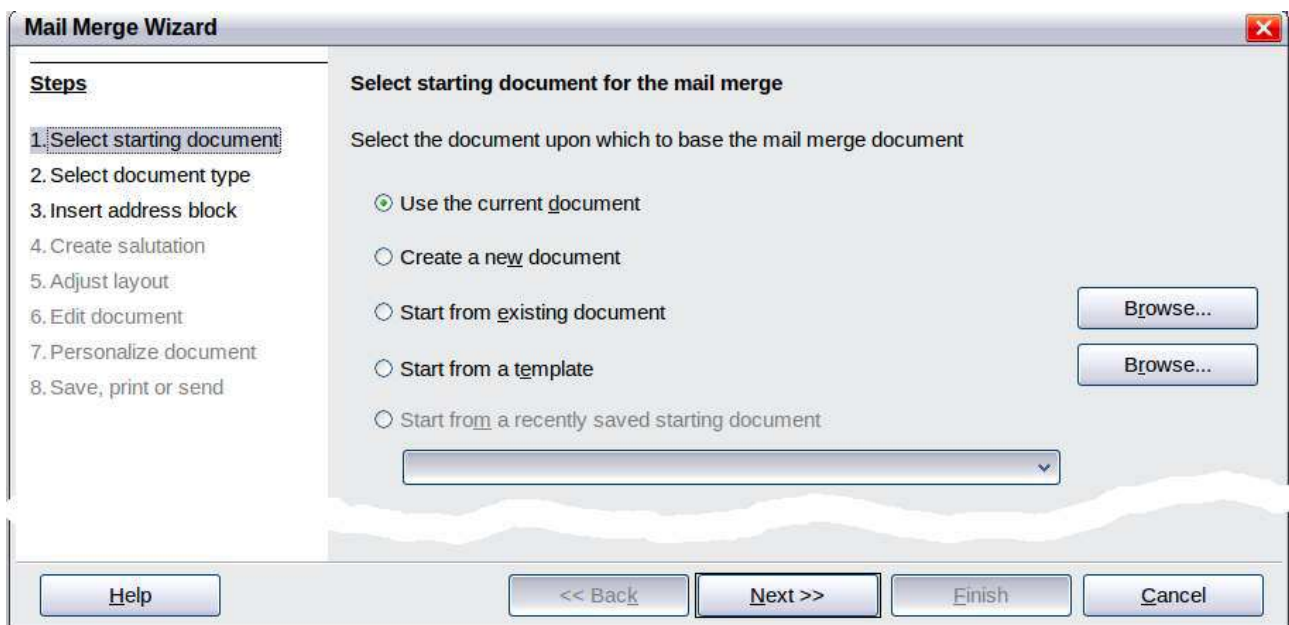 Mail Merge Wizard
Steps
1. Select starting document
2. Select document type
3. Insert address block
4. Create salutation
5. Adjust layout
6. Edit document
7. Personalize document
8. Save, print or send
Select starting document for the mail merge
Select the document upon which to base the mail merge document
Use the current document
Create a new document
Start from existing document
Browse...
Start from a template
Browse...
Start from a recently saved starting document
Help
<< Back
Next >>
Finish
Cancel